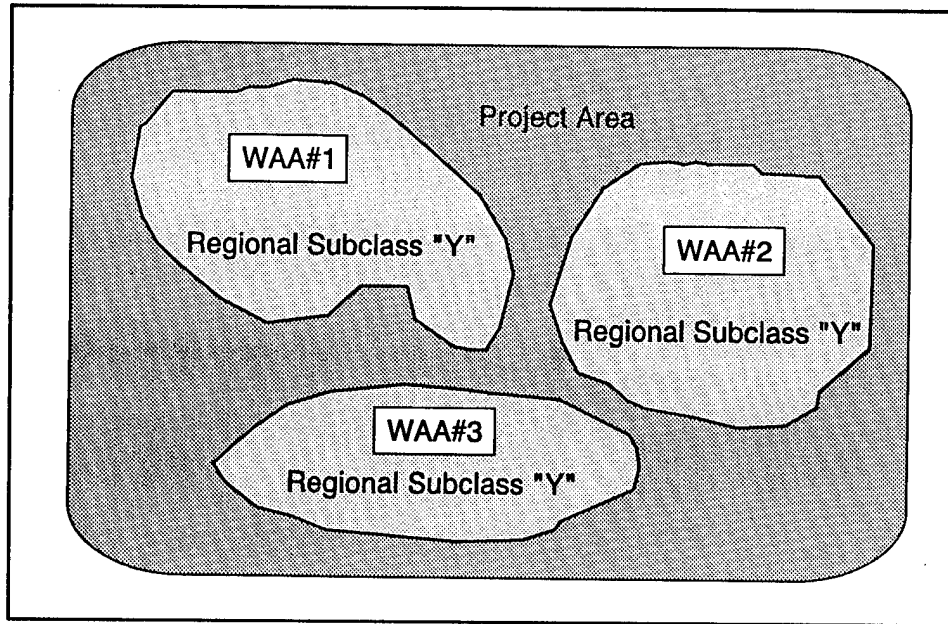 Project Area
WAA#1
Regional Subclass "Y"
WAA#2
Regional Subclass "Y"
WAA#3
Regional Subclass "Y"